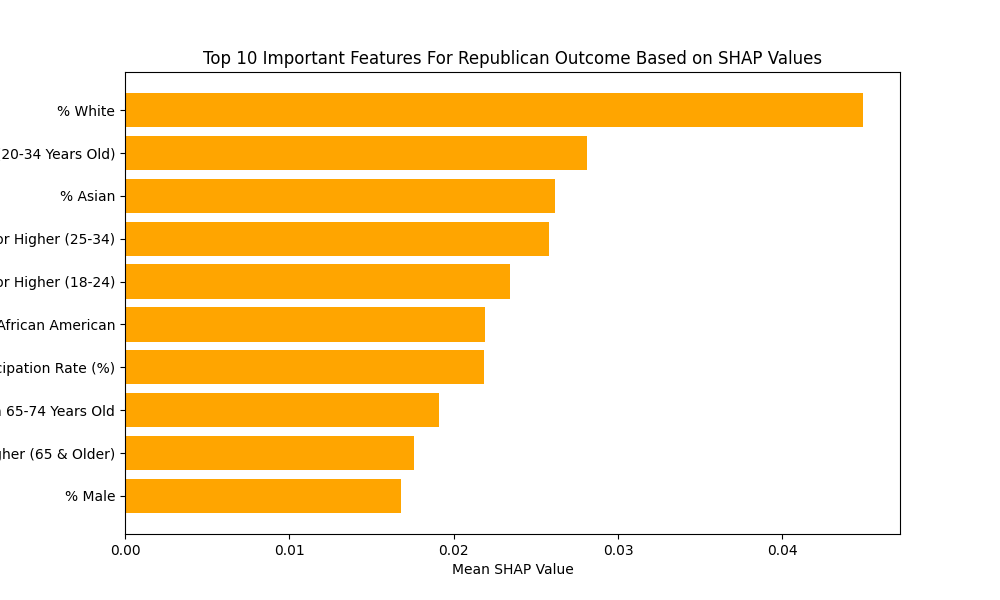 Top 10 Important Features For Republican Outcome Based on SHAP Values
% White
20-34 Years Old)
% Asian
or Higher (25-34)
or Higher (18-24)
African American
Rate (%)
65-74 Years Old
(65 & Older)
% Male
0.00 0.01 0.02 0.03 0.04
Mean SHAP Value